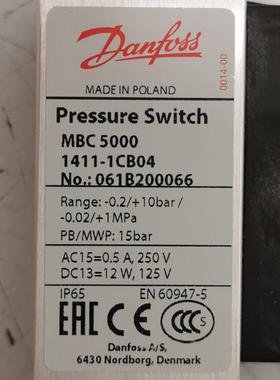 Danfoss
MADE IN POLAND
0014-00
Pressure Switch
MBC 5000
1411-1CB04
No.: 061B200066
Range: -0.2/+10bar /
-0.02/+1MPa
PB/MWP: 15bar
AC15=0.5 A, 250 V
DC13=12 W, 125 V
IP65 EN 60947-5
EAC CE CCC S
Danfoss A/S,
6430 Nordborg, Denmark